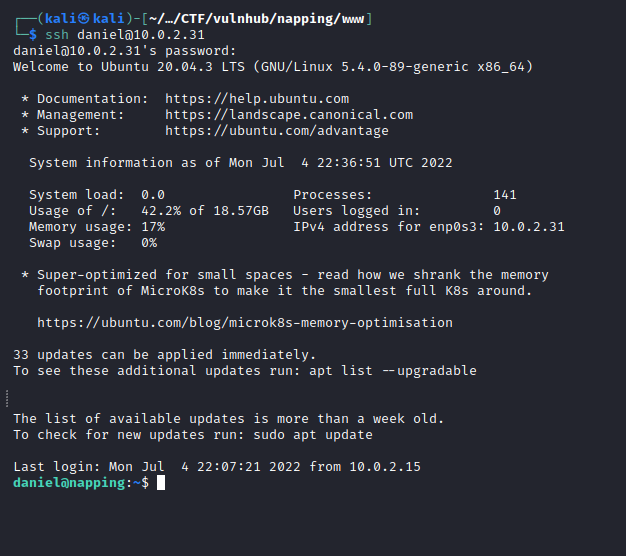 ┌──(kali㉿kali)-[~/…/CTF/vulnhub/napping/www]
└─$ ssh daniel@10.0.2.31
daniel@10.0.2.31's password:
Welcome to Ubuntu 20.04.3 LTS (GNU/Linux 5.4.0-89-generic x86_64)
* Documentation:  https://help.ubuntu.com
* Management:     https://landscape.canonical.com
* Support:        https://ubuntu.com/advantage
System information as of Mon Jul  4 22:36:51 UTC 2022
System load:  0.0                Processes:               141
Usage of /:   42.2% of 18.57GB   Users logged in:         0
Memory usage: 17%                IPv4 address for enp0s3: 10.0.2.31
Swap usage:   0%
* Super-optimized for small spaces - read how we shrank the memory
footprint of MicroK8s to make it the smallest full K8s around.
https://ubuntu.com/blog/microk8s-memory-optimisation
33 updates can be applied immediately.
To see these additional updates run: apt list --upgradable
The list of available updates is more than a week old.
To check for new updates run: sudo apt update
Last login: Mon Jul  4 22:07:21 2022 from 10.0.2.15
daniel@napping:~$